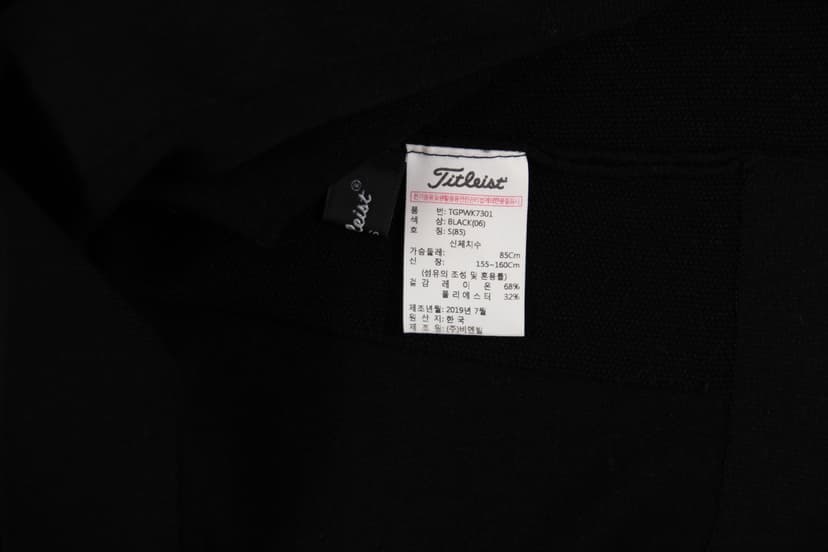 Titleist
품 번: TGPWK7301
색 상: BLACK(06)
호 칭: S(85)
신체치수
가슴둘레: 85Cm
신 장: 155~160Cm
(섬유의 조성 및 혼용률)
겉감 레 이 온 68%
폴리에스터 32%
제조년월: 2019년 7월
원 산 지: 한국
제 조 원: (주)비엔빌
leist®